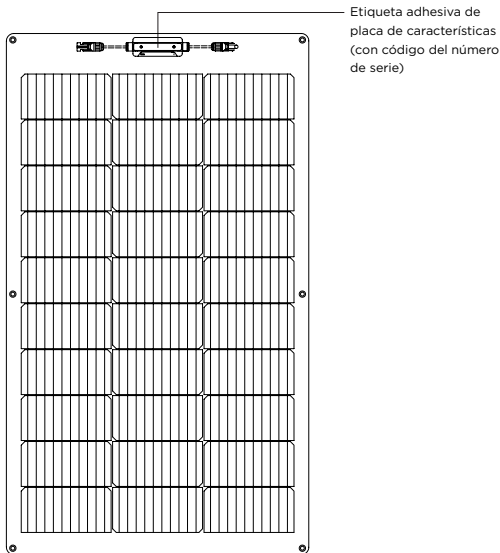 Etiqueta adhesiva de
placa de características
(con código del número
de serie)